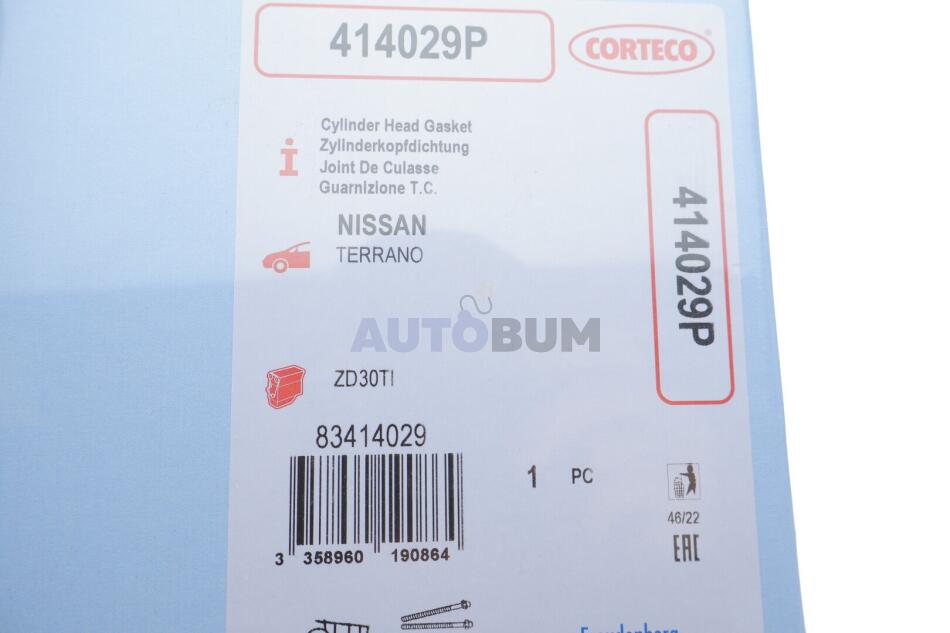 414029P
CORTECO
Cylinder Head Gasket
Zylinderkopfdichtung
Joint De Culasse
Guarnizione T.C.
NISSAN
TERRANO
414029P
AUTOBUM
ZD30TI
83414029
1 PC
46/22
EAC
3 358960 190864